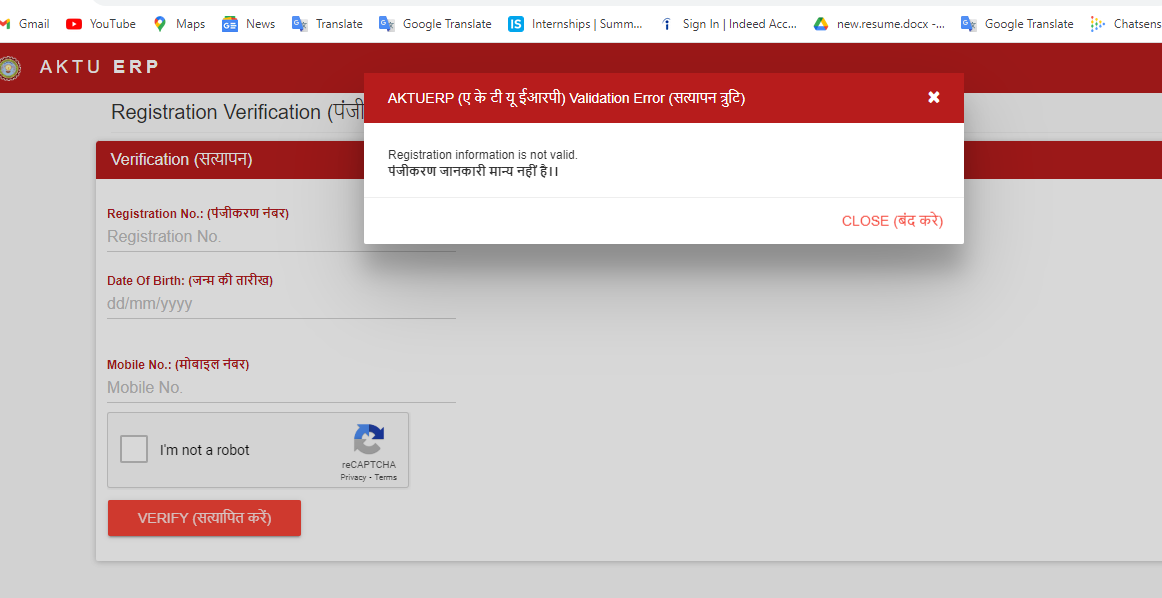 Gmail YouTube Maps News Translate Google Translate Internships | Summ... Sign In | Indeed Acc... new.resume.docx -... Google Translate Chatsens
AKTU ERP
AKTUERP (ए के टी यू ईआरपी) Validation Error (सत्यापन त्रुटि)
Registration Verification (पंजी
Registration information is not valid.
पंजीकरण जानकारी मान्य नहीं है।।
CLOSE (बंद करे)
Verification (सत्यापन)
Registration No.: (पंजीकरण नंबर)
Registration No.
Date Of Birth: (जन्म की तारीख)
dd/mm/yyyy
Mobile No.: (मोबाइल नंबर)
Mobile No.
I'm not a robot
reCAPTCHA
Privacy - Terms
VERIFY (सत्यापित करें)